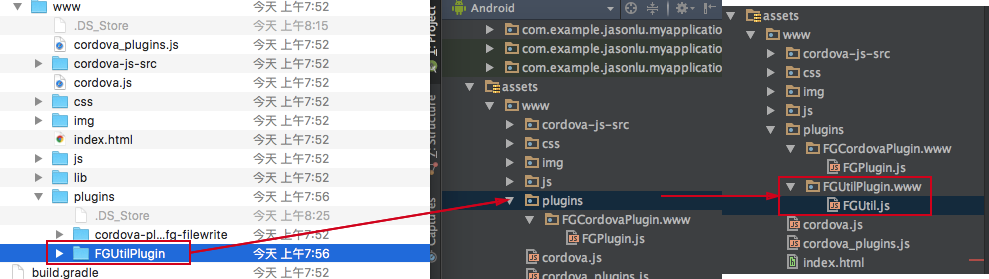 www
今天 上午7:52
.DS_Store
今天 上午8:15
cordova_plugins.js
今天 上午7:52
cordova-js-src
今天 上午7:52
cordova.js
今天 上午7:52
css
今天 上午7:52
img
今天 上午7:52
index.html
今天 上午7:52
js
今天 上午7:52
lib
今天 上午7:52
plugins
今天 上午7:56
.DS_Store
今天 上午8:25
cordova-pl...fg-filewrite
今天 上午7:52
FGUtilPlugin
今天 上午7:56
build.gradle
今天 上午7:52
1: Project
Z: Structure
Captures
Android
com.example.jasonlu.myapplication
com.example.jasonlu.myapplication
com.example.jasonlu.myapplication
assets
www
cordova-js-src
css
img
js
plugins
FGCordovaPlugin.www
FGPlugin.js
cordova.js
cordova_plugins.js
assets
www
cordova-js-src
css
img
js
plugins
FGCordovaPlugin.www
FGPlugin.js
FGUtilPlugin.www
FGUtil.js
cordova.js
cordova_plugins.js
index.html